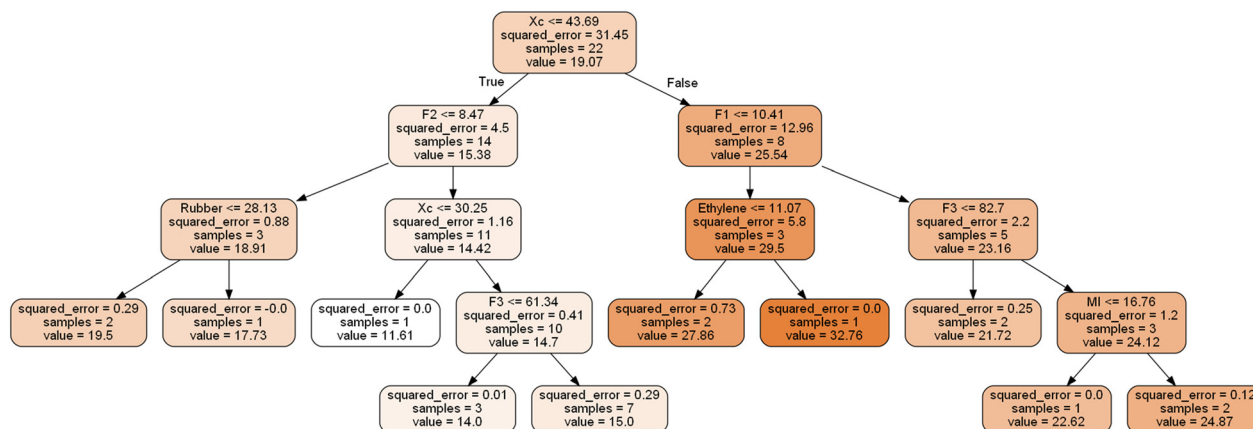 Xc <= 43.69
squared_error = 31.45
samples = 22
value = 19.07
True
False
F2 <= 8.47
squared_error = 4.5
samples = 14
value = 15.38
F1 <= 10.41
squared_error = 12.96
samples = 8
value = 25.54
Rubber <= 28.13
squared_error = 0.88
samples = 3
value = 18.91
Xc <= 30.25
squared_error = 1.16
samples = 11
value = 14.42
Ethylene <= 11.07
squared_error = 5.8
samples = 3
value = 29.5
F3 <= 82.7
squared_error = 2.2
samples = 5
value = 23.16
squared_error = 0.29
samples = 2
value = 19.5
squared_error = -0.0
samples = 1
value = 17.73
squared_error = 0.0
samples = 1
value = 11.61
F3 <= 61.34
squared_error = 0.41
samples = 10
value = 14.7
squared_error = 0.73
samples = 2
value = 27.86
squared_error = 0.0
samples = 1
value = 32.76
squared_error = 0.25
samples = 2
value = 21.72
MI <= 16.76
squared_error = 1.2
samples = 3
value = 24.12
squared_error = 0.01
samples = 3
value = 14.0
squared_error = 0.29
samples = 7
value = 15.0
squared_error = 0.0
samples = 1
value = 22.62
squared_error = 0.12
samples = 2
value = 24.87